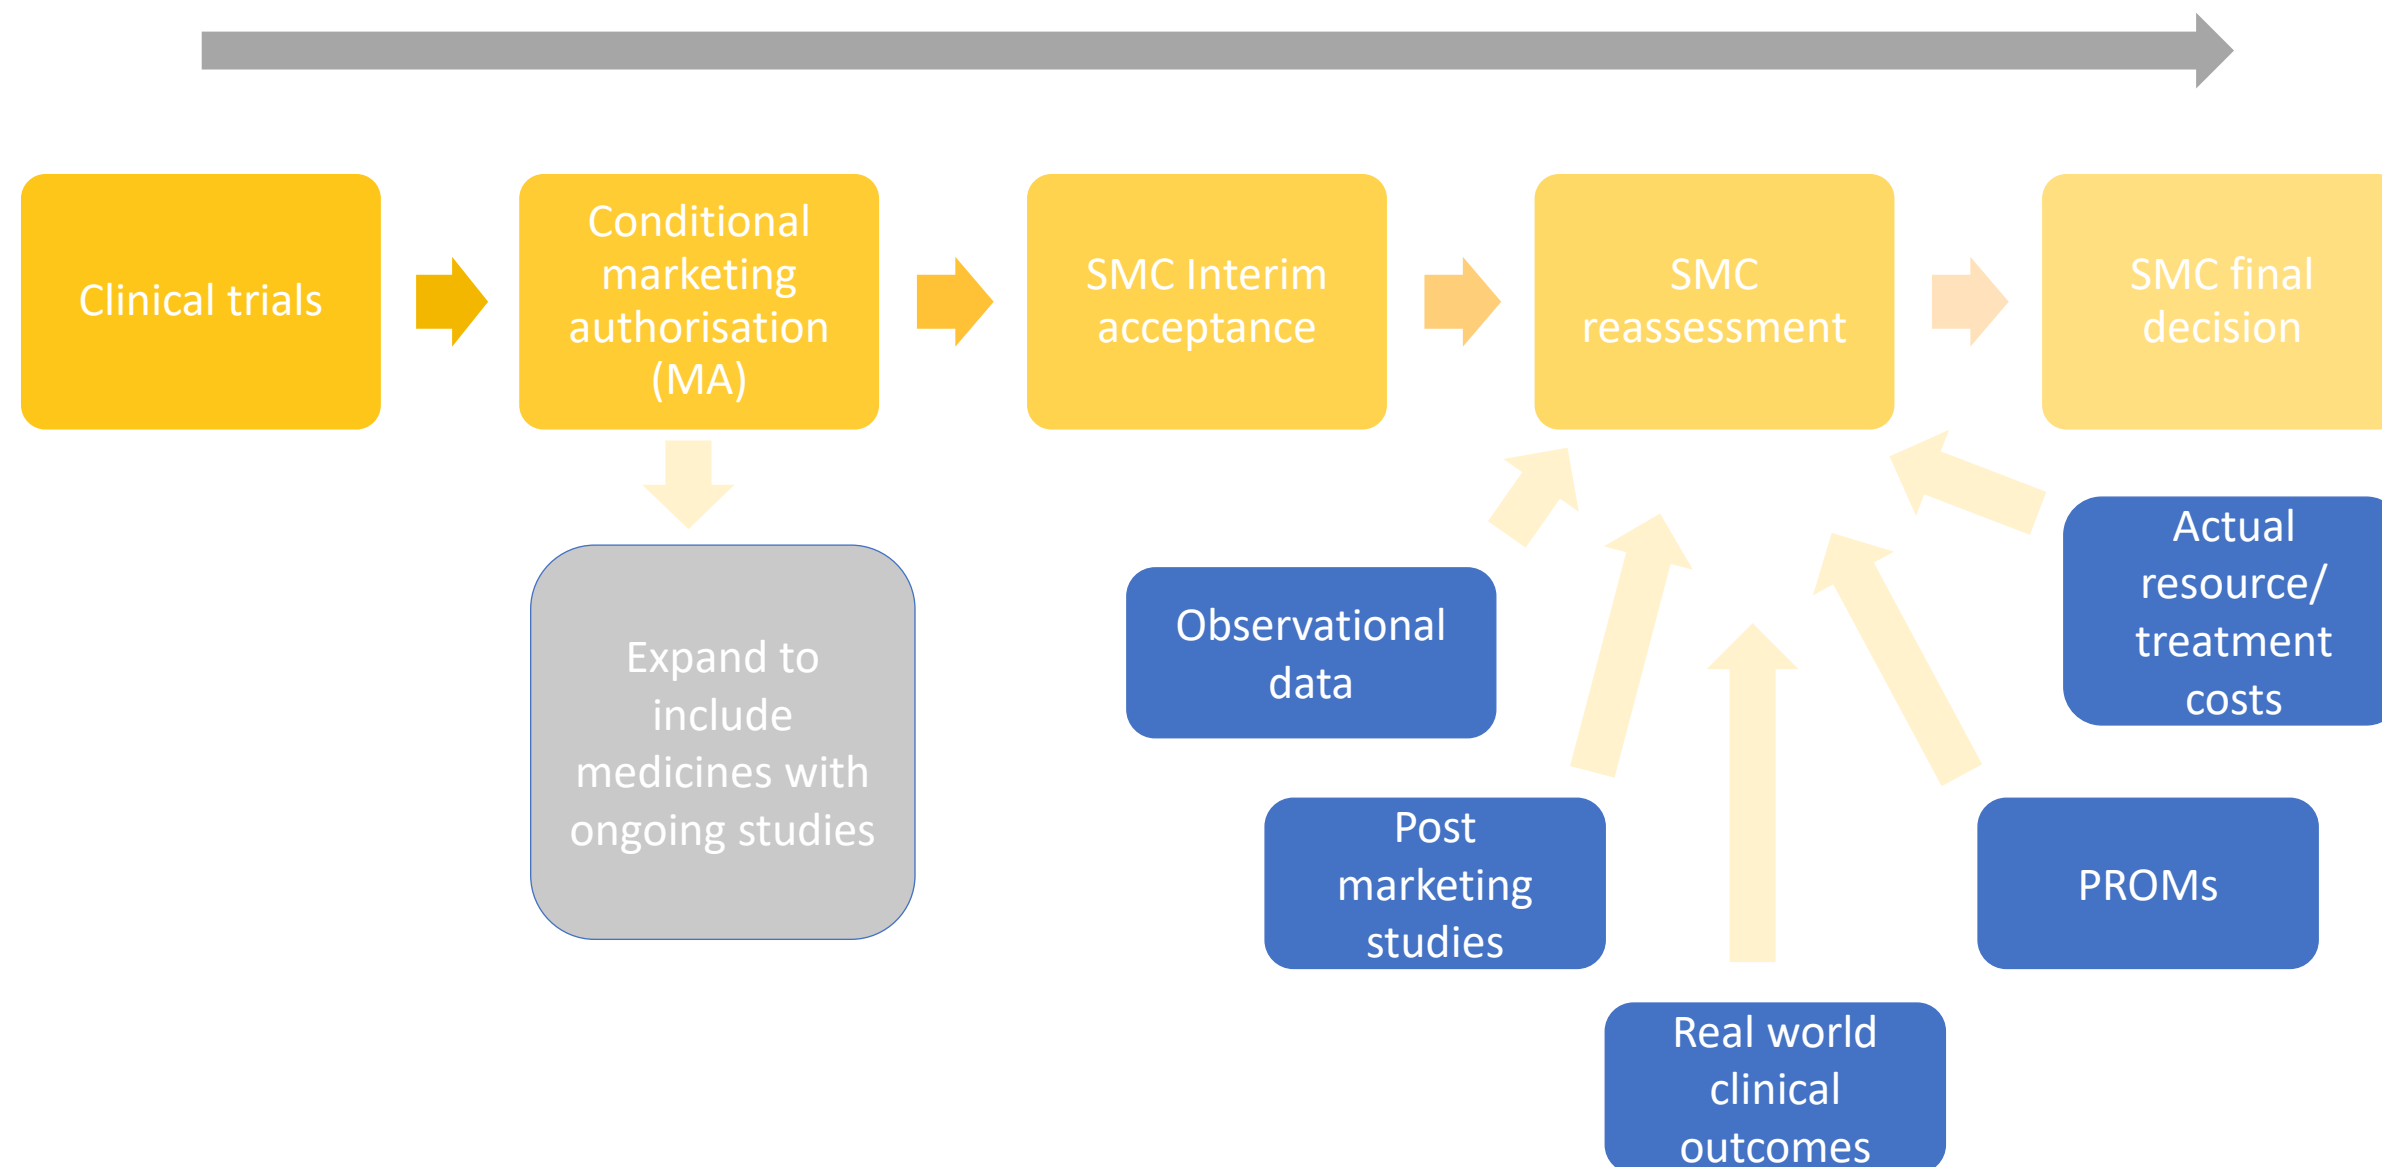 Clinical trials
Conditional
marketing
authorisation
(MA)
SMC Interim
acceptance
SMC
reassessment
SMC final
decision
Expand to
include
medicines with
ongoing studies
Observational
data
Post
marketing
studies
Real world
clinical
outcomes
PROMs
Actual
resource/
treatment
costs